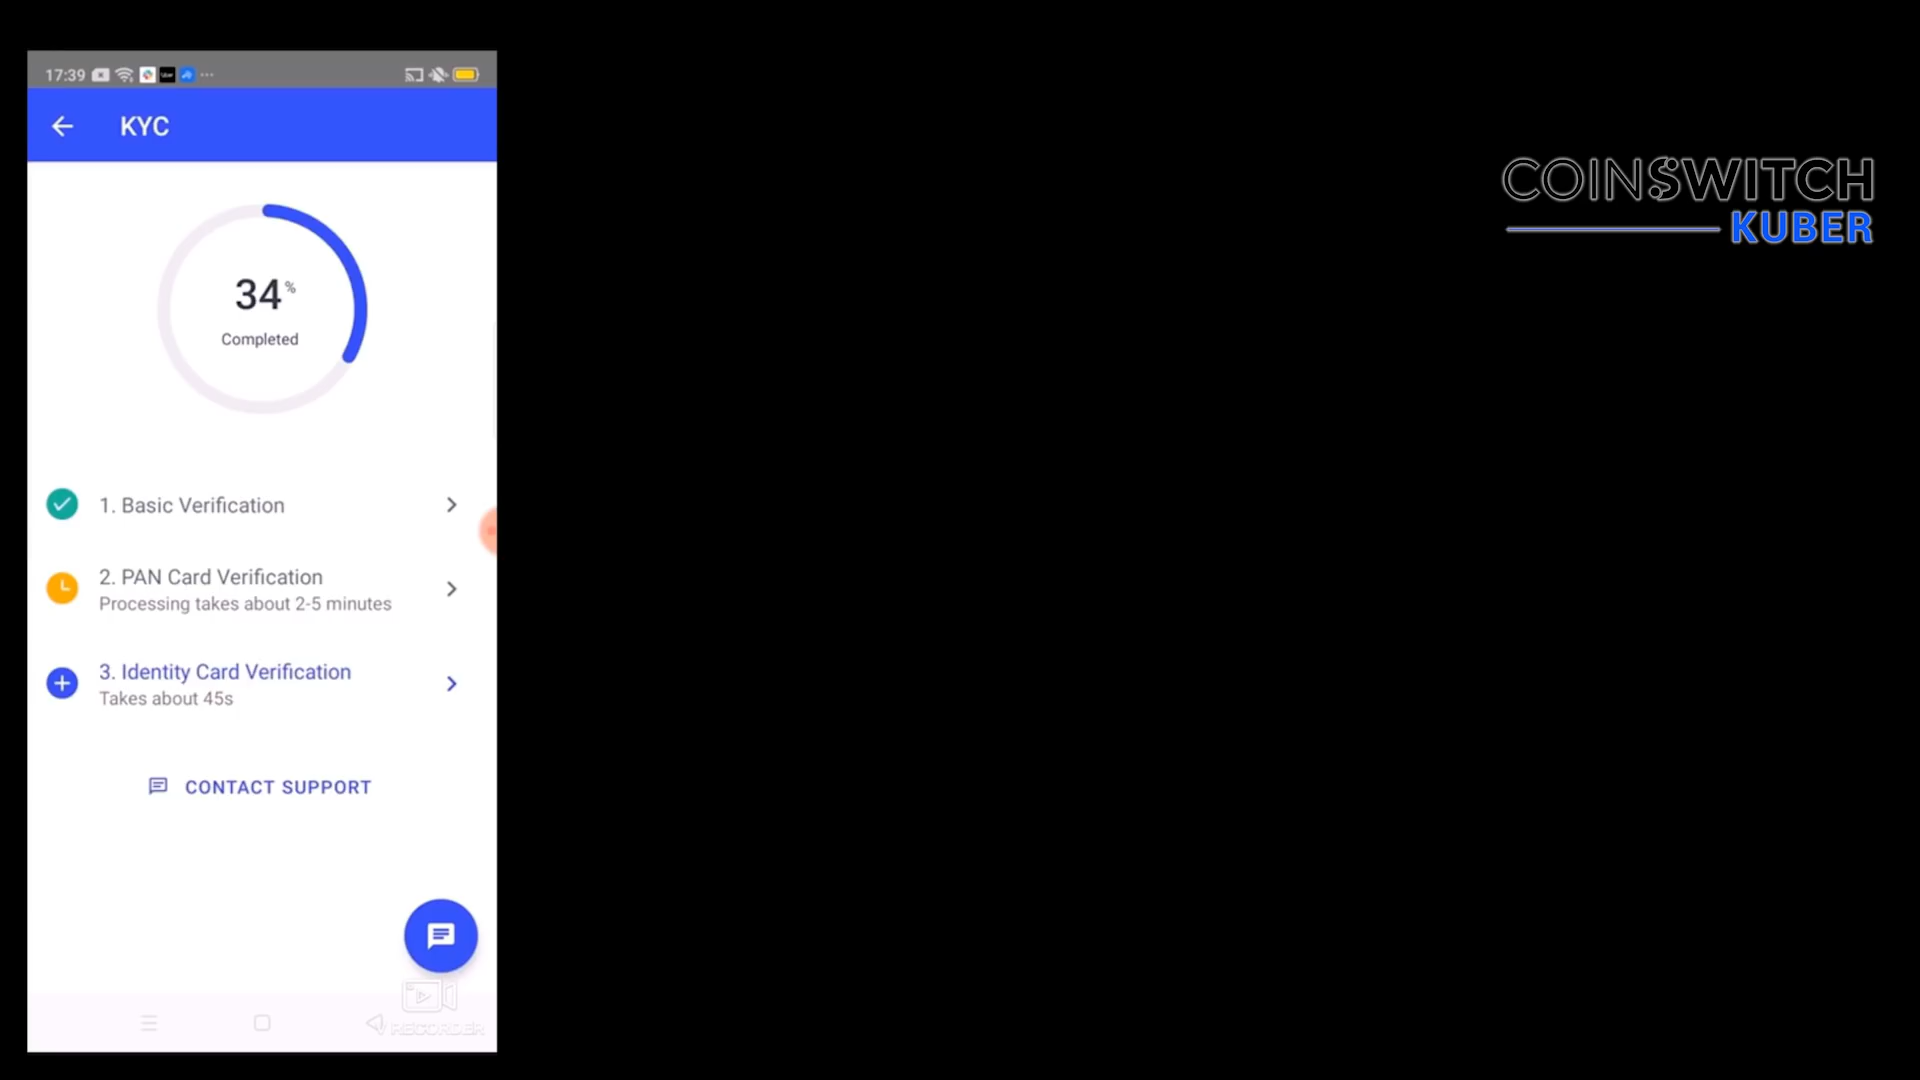 17:39
KYC
34%
Completed
1. Basic Verification
2. PAN Card Verification
Processing takes about 2-5 minutes
3. Identity Card Verification
Takes about 45s
CONTACT SUPPORT
RECORDER
COINSWITCH
KUBER